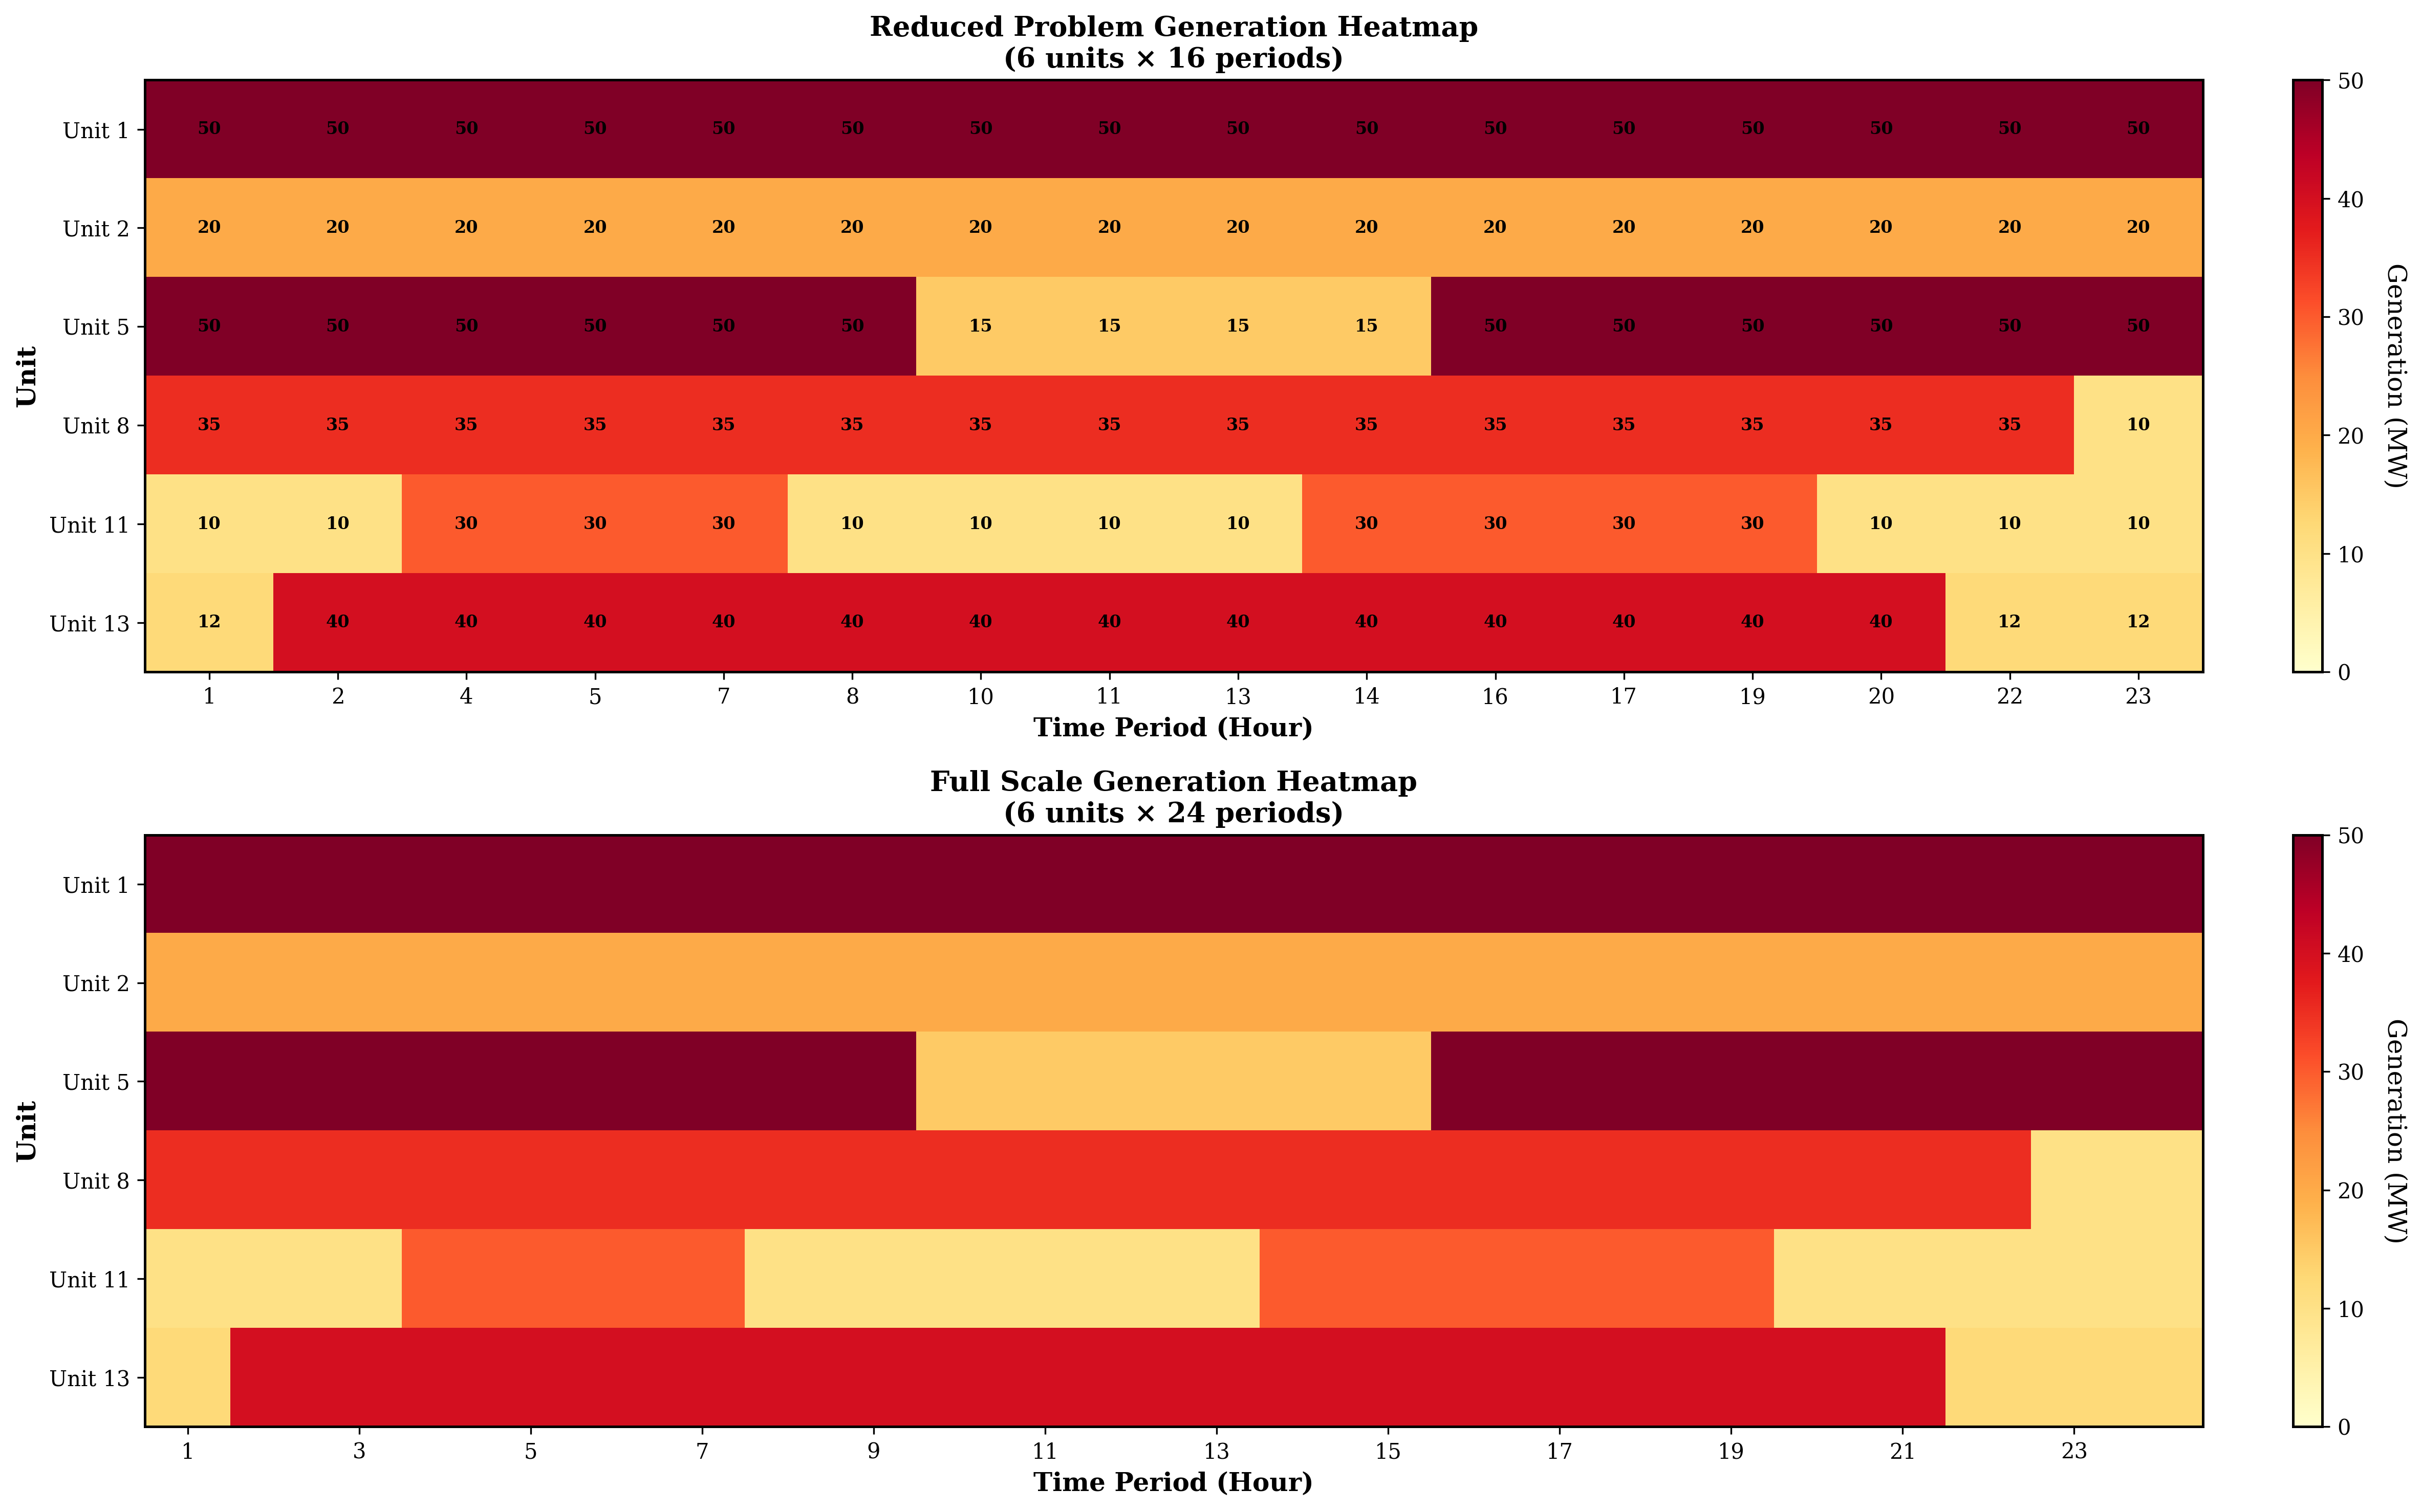 Reduced Problem Generation Heatmap
(6 units × 16 periods)
Unit
Unit 1 50 50 50 50 50 50 50 50 50 50 50 50 50 50 50 50
Unit 2 20 20 20 20 20 20 20 20 20 20 20 20 20 20 20 20
Unit 5 50 50 50 50 50 50 15 15 15 15 50 50 50 50 50 50
Unit 8 35 35 35 35 35 35 35 35 35 35 35 35 35 35 35 10
Unit 11 10 10 30 30 30 10 10 10 10 30 30 30 30 10 10 10
Unit 13 12 40 40 40 40 40 40 40 40 40 40 40 40 40 12 12
1 2 4 5 7 8 10 11 13 14 16 17 19 20 22 23
Time Period (Hour)
50
40
30
20
10
0
Generation (MW)
Full Scale Generation Heatmap
(6 units × 24 periods)
Unit
Unit 1
Unit 2
Unit 5
Unit 8
Unit 11
Unit 13
1 3 5 7 9 11 13 15 17 19 21 23
Time Period (Hour)
50
40
30
20
10
0
Generation (MW)